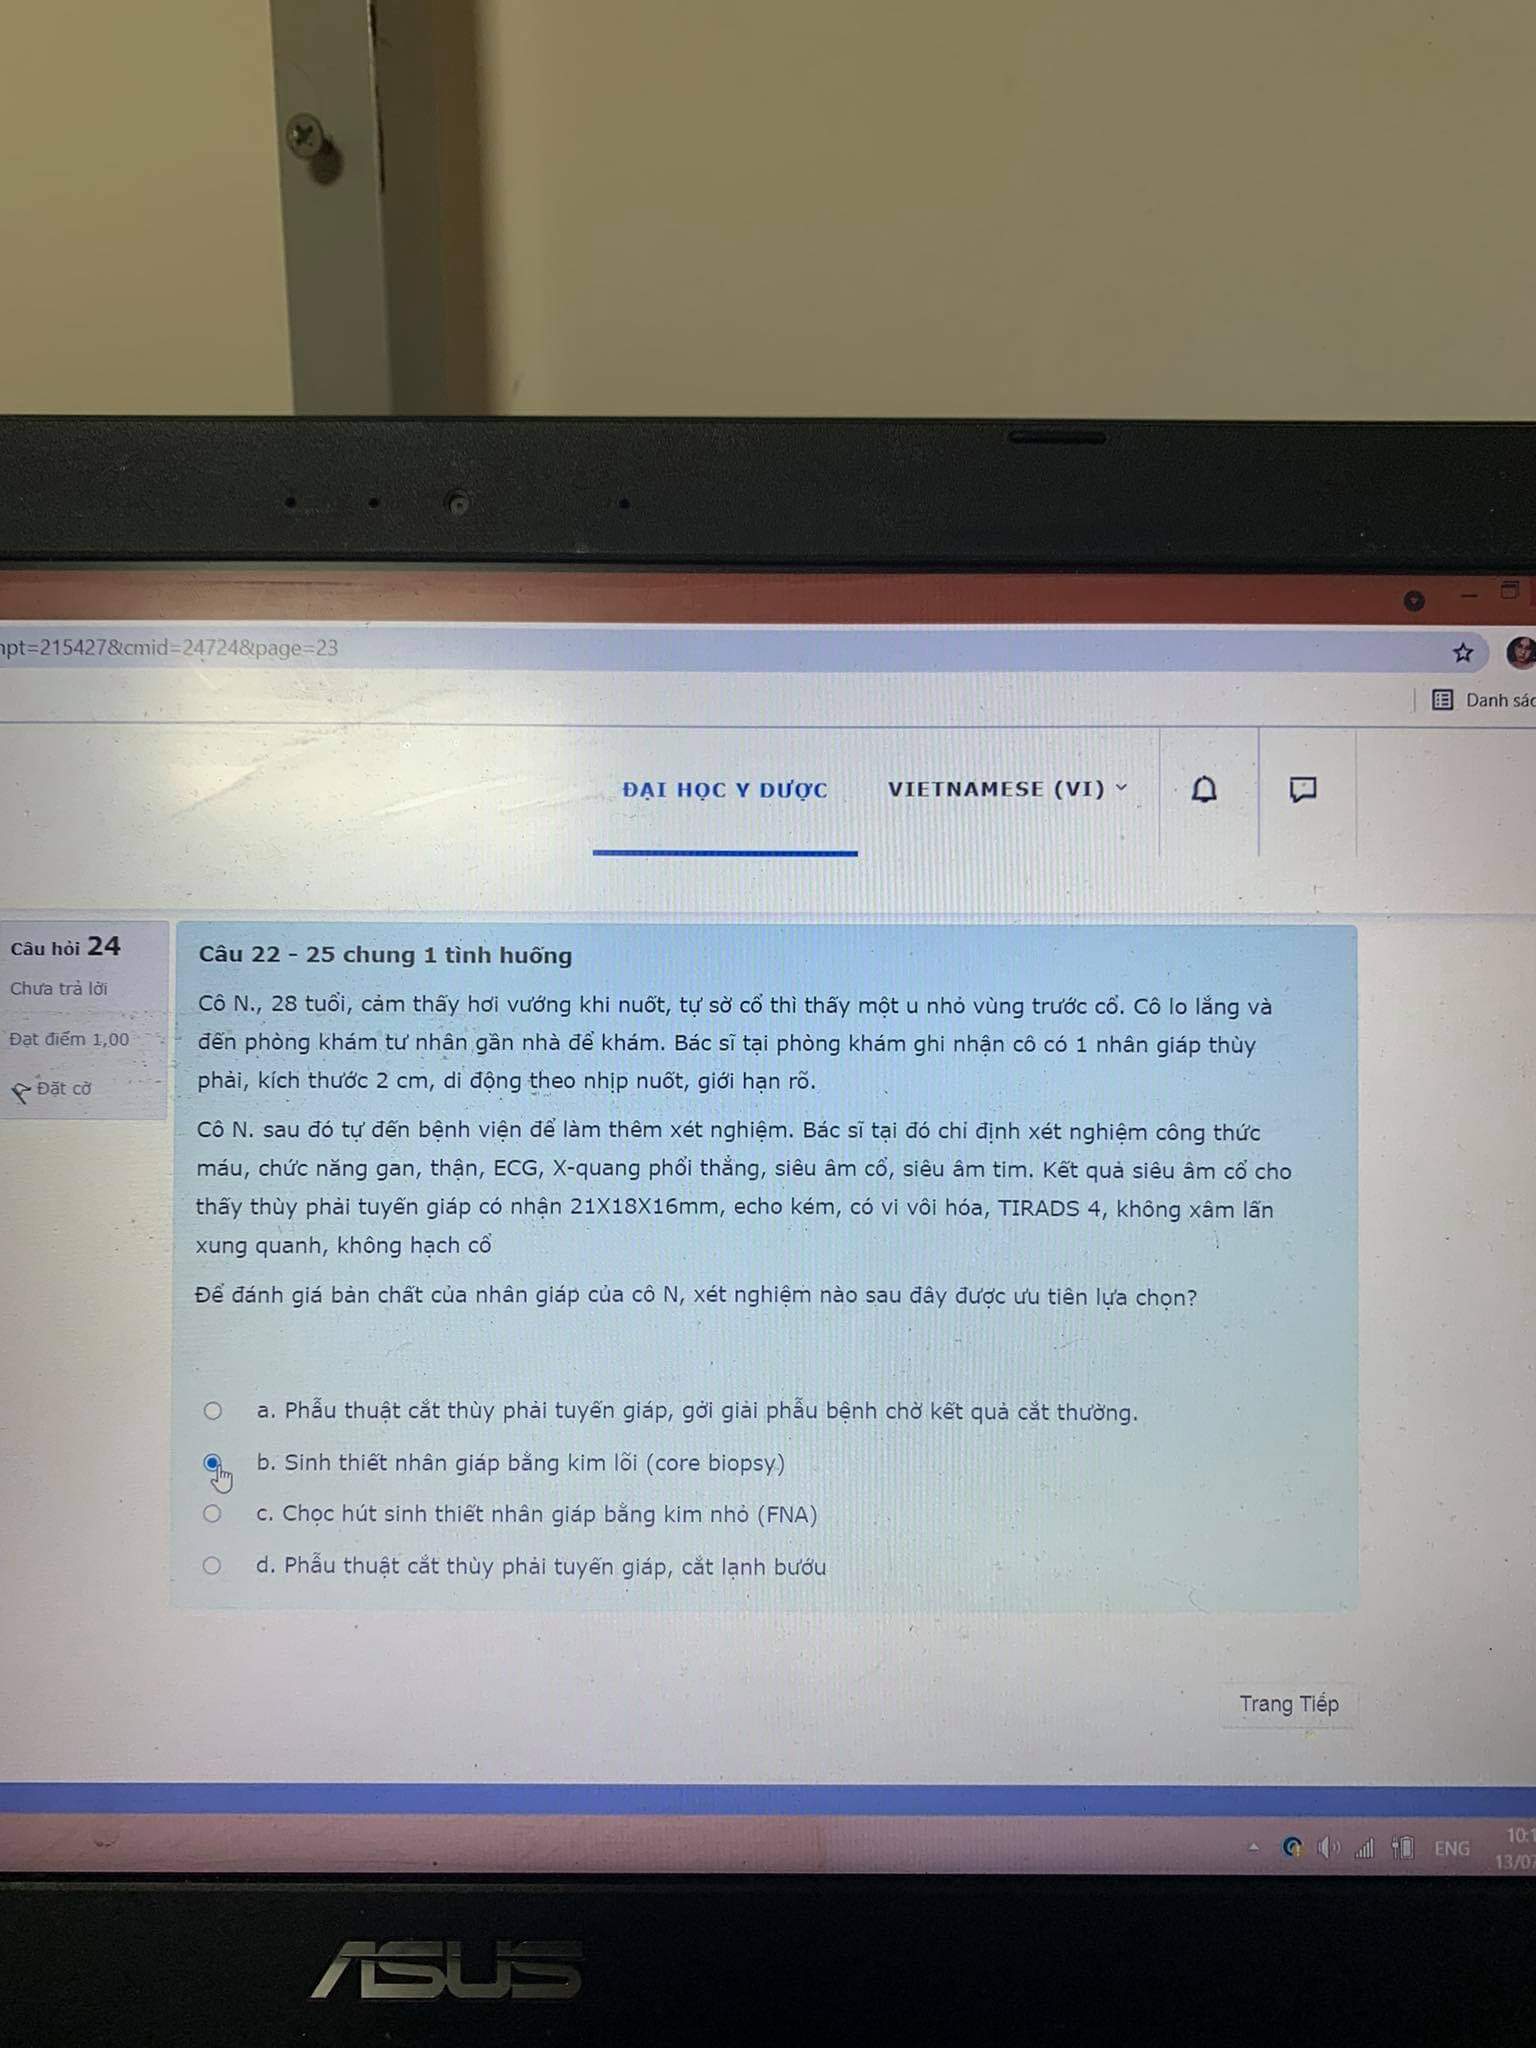 npt=215427&cmid=24724&page=23
Danh sác
ĐẠI HỌC Y DƯỢC
VIETNAMESE (VI)
Câu hỏi 24
Chưa trả lời
Đạt điểm 1,00
Đặt cờ
Câu 22 - 25 chung 1 tình huống
Cô N., 28 tuổi, cảm thấy hơi vướng khi nuốt, tự sờ cổ thì thấy một u nhỏ vùng trước cổ. Cô lo lắng và
đến phòng khám tư nhân gần nhà để khám. Bác sĩ tại phòng khám ghi nhận cô có 1 nhân giáp thùy
phải, kích thước 2 cm, di động theo nhịp nuốt, giới hạn rõ.
Cô N. sau đó tự đến bệnh viện để làm thêm xét nghiệm. Bác sĩ tại đó chỉ định xét nghiệm công thức
máu, chức năng gan, thận, ECG, X-quang phổi thẳng, siêu âm cổ, siêu âm tim. Kết quả siêu âm cổ cho
thấy thùy phải tuyến giáp có nhận 21X18X16mm, echo kém, có vi vôi hóa, TIRADS 4, không xâm lấn
xung quanh, không hạch cổ
Để đánh giá bản chất của nhân giáp của cô N, xét nghiệm nào sau đây được ưu tiên lựa chọn?
a. Phẫu thuật cắt thùy phải tuyến giáp, gởi giải phẫu bệnh chờ kết quả cắt thường.
b. Sinh thiết nhân giáp bằng kim lõi (core biopsy)
c. Chọc hút sinh thiết nhân giáp bằng kim nhỏ (FNA)
d. Phẫu thuật cắt thùy phải tuyến giáp, cắt lạnh bướu
Trang Tiếp
ENG
10:1
13/07
ASUS